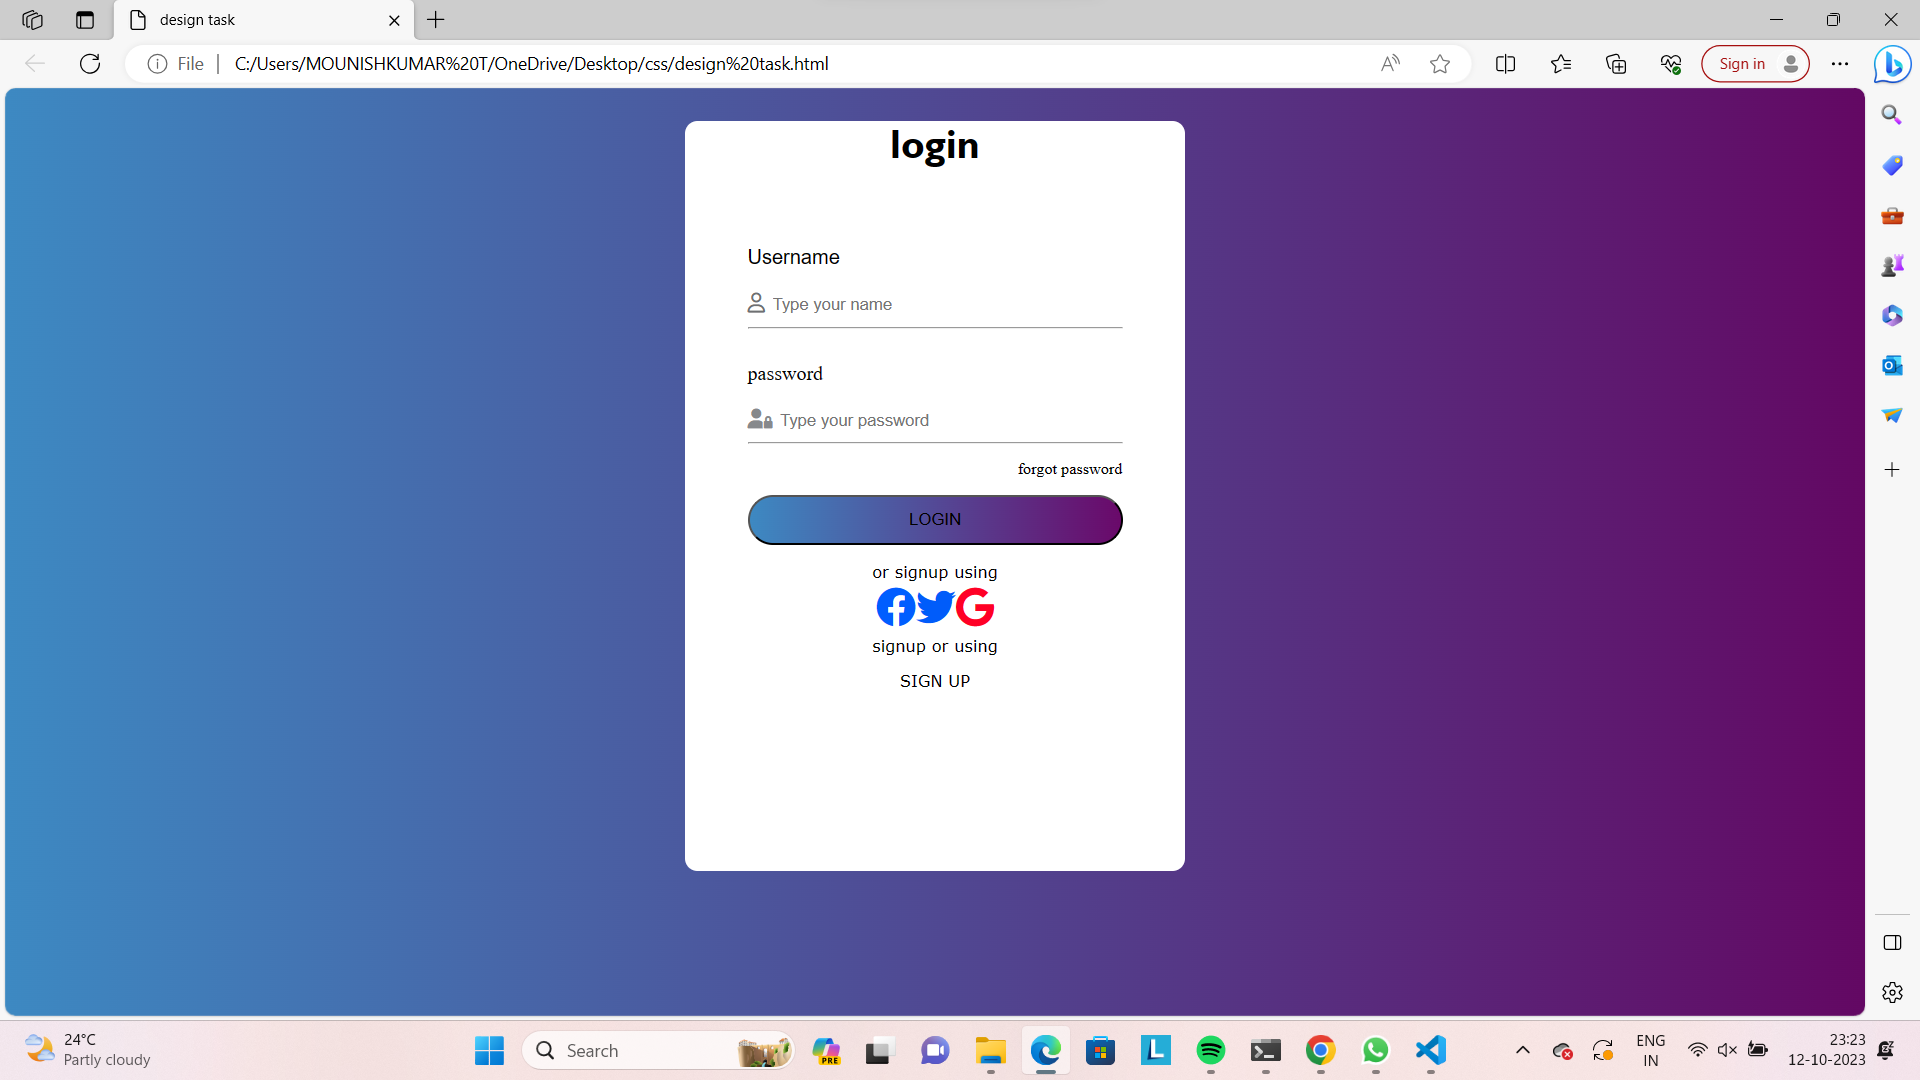 design task
File
C:/Users/MOUNISHKUMAR%20T/OneDrive/Desktop/css/design%20task.html
Sign in
login
Username
Type your name
password
Type your password
forgot password
LOGIN
or signup using
signup or using
SIGN UP
24°C
Partly cloudy
Search
PRE
ENG
IN
23:23
12-10-2023